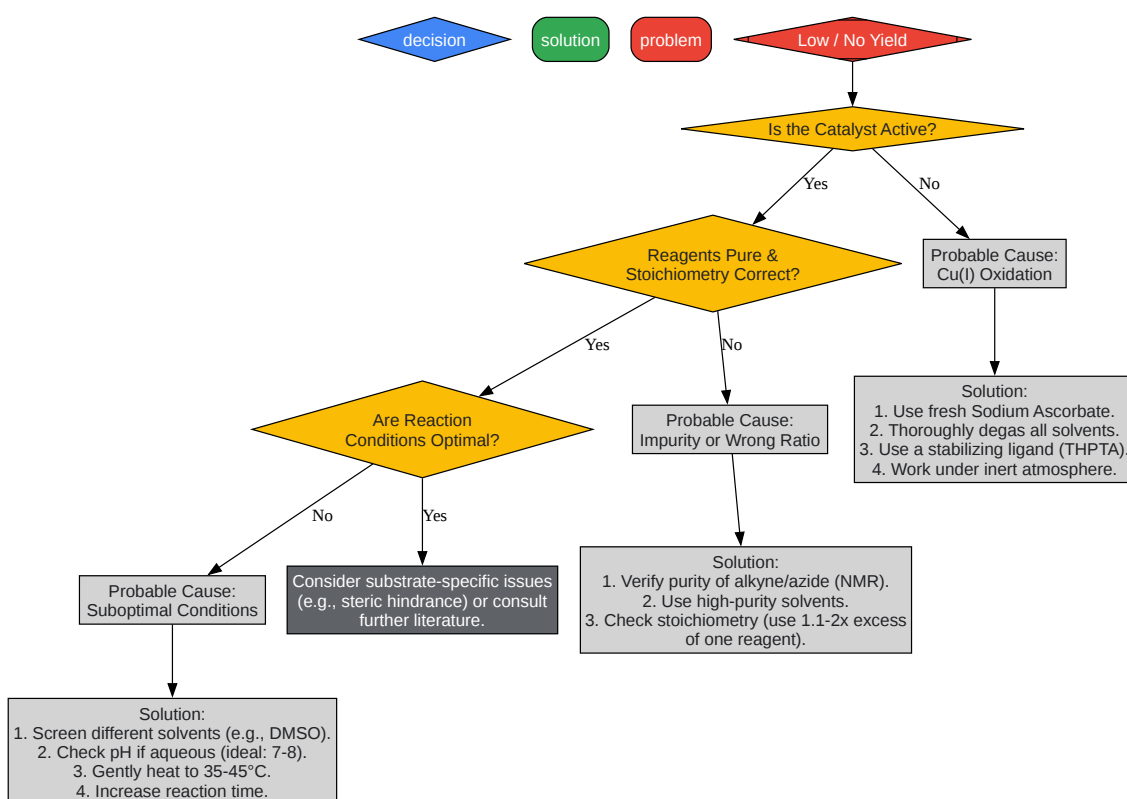 decision
solution
problem
Low / No Yield
Is the Catalyst Active?
Yes
No
Reagents Pure &
Stoichiometry Correct?
Probable Cause:
Cu(I) Oxidation
Yes
No
Solution:
1. Use fresh Sodium Ascorbate.
2. Thoroughly degas all solvents.
3. Use a stabilizing ligand (THPTA).
4. Work under inert atmosphere.
Are Reaction
Conditions Optimal?
Probable Cause:
Impurity or Wrong Ratio
No
Yes
Solution:
1. Verify purity of alkyne/azide (NMR).
2. Use high-purity solvents.
3. Check stoichiometry (use 1.1-2x excess
of one reagent).
Probable Cause:
Suboptimal Conditions
Consider substrate-specific issues
(e.g., steric hindrance) or consult
further literature.
Solution:
1. Screen different solvents (e.g., DMSO).
2. Check pH if aqueous (ideal: 7-8).
3. Gently heat to 35-45°C.
4. Increase reaction time.